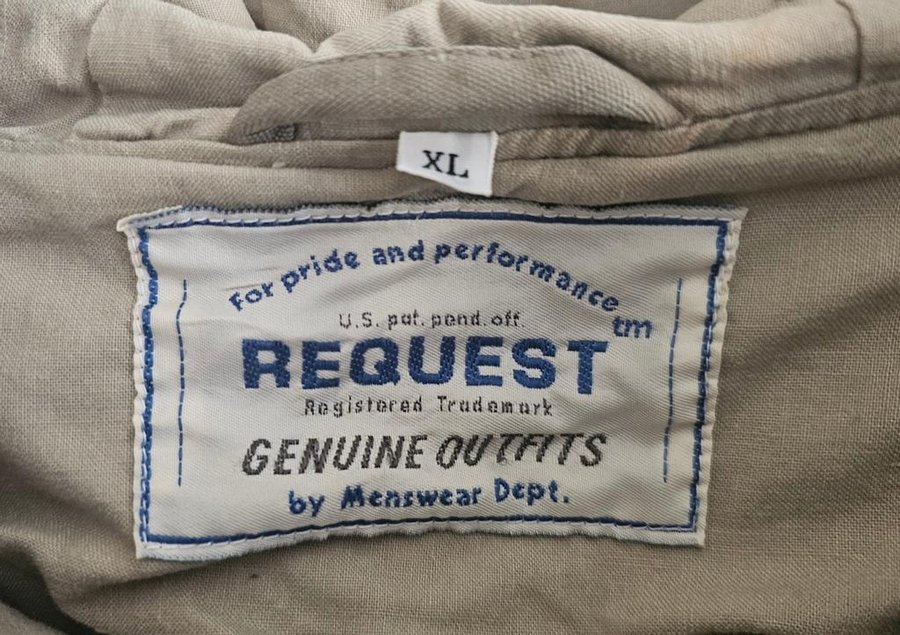 XL
For pride and performance
tm
U.S. pat. pend. off.
REQUEST
Registered Trademark
GENUINE OUTFITS
by Menswear Dept.